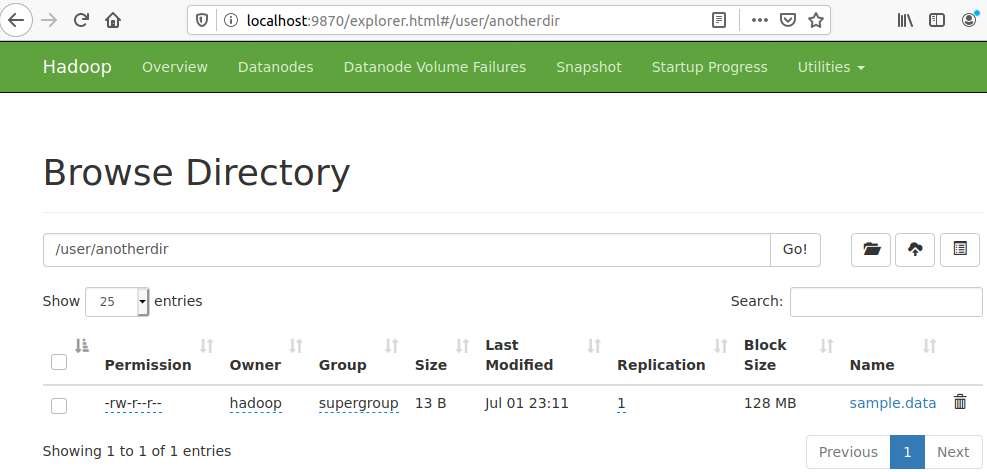 localhost:9870/explorer.html#/user/anotherdir
Hadoop Overview Datanodes Datanode Volume Failures Snapshot Startup Progress Utilities
Browse Directory
/user/anotherdir Go!
Show 25 entries Search:
Permission Owner Group Size Last Modified Replication Block Size Name
-rw-r--r-- hadoop supergroup 13 B Jul 01 23:11 1 128 MB sample.data
Showing 1 to 1 of 1 entries Previous 1 Next